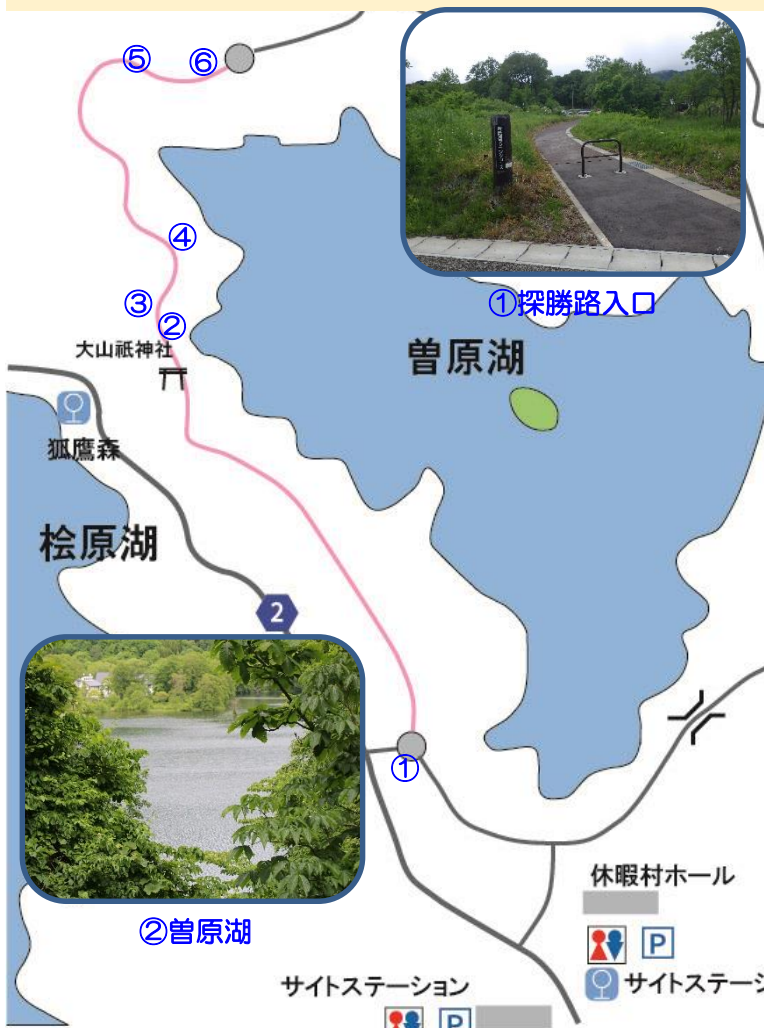 ⑤
⑥
④
①探勝路入口
③
②
大山祇神社
曽原湖
狐鷹森
桧原湖
2
①
②曽原湖
休暇村ホール
P
サイトステーション
サイトステーシ
P